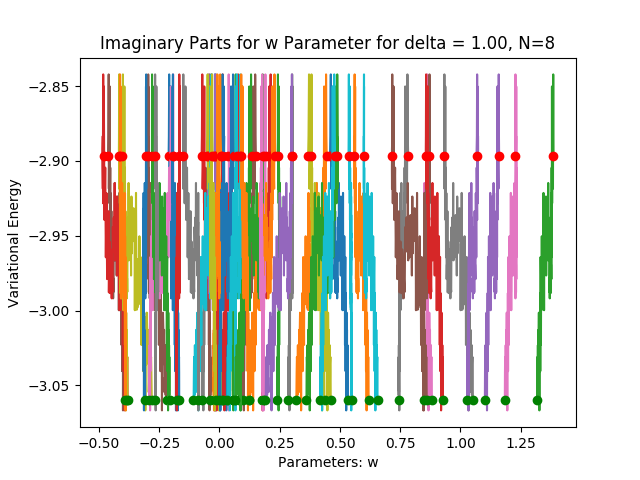 Imaginary Parts for w Parameter for delta = 1.00, N=8
Variational Energy
−2.85
−2.90
−2.95
−3.00
−3.05
−0.50 −0.25 0.00 0.25 0.50 0.75 1.00 1.25
Parameters: w